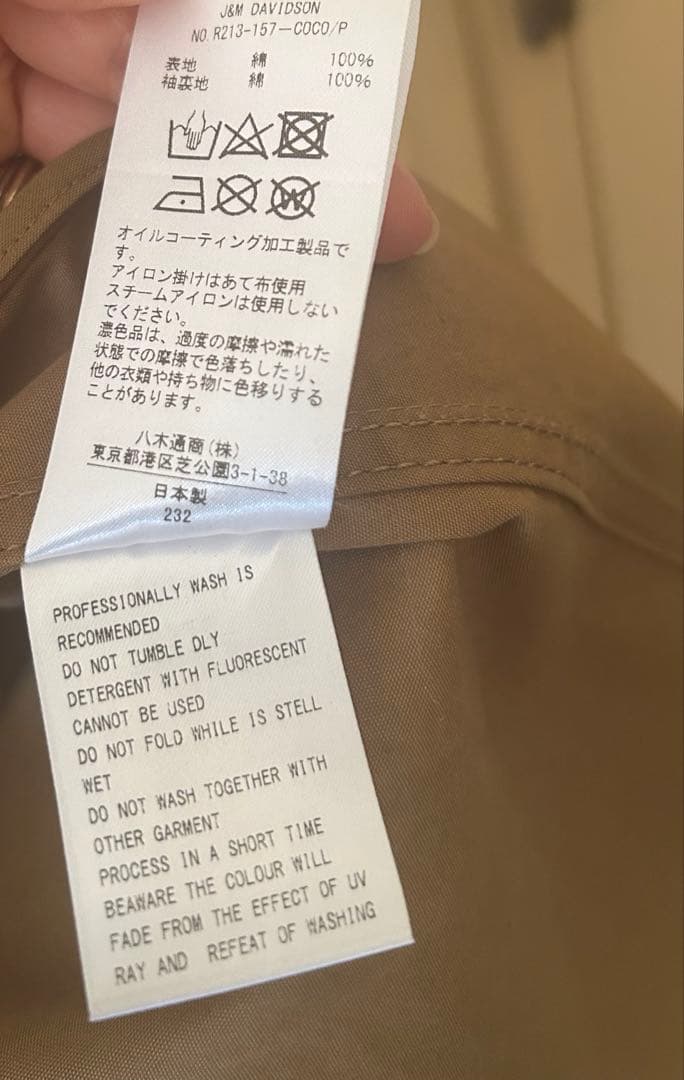 J&M DAVIDSON
NO.R213-157-COCO/P
表地 綿 100%
袖裏地 綿 100%
W
オイルコーティング加工製品で
す。
アイロン掛けはあて布使用
スチームアイロンは使用しない
でください。
濃色品は、過度の摩擦や濡れた
状態での摩擦で色落ちしたり、
他の衣類や持ち物に色移りする
ことがあります。
八木通商(株)
東京都港区芝公園3-1-38
日本製
232
PROFESSIONALLY WASH IS
RECOMMENDED
DO NOT TUMBLE DLY
DETERGENT WITH FLUORESCENT
CANNOT BE USED
DO NOT FOLD WHILE IS STELL
WET
DO NOT WASH TOGETHER WITH
OTHER GARMENT
PROCESS IN A SHORT TIME
BEAWARE THE COLOUR WILL
FADE FROM THE EFFECT OF UV
RAY AND REFEAT OF WASHING